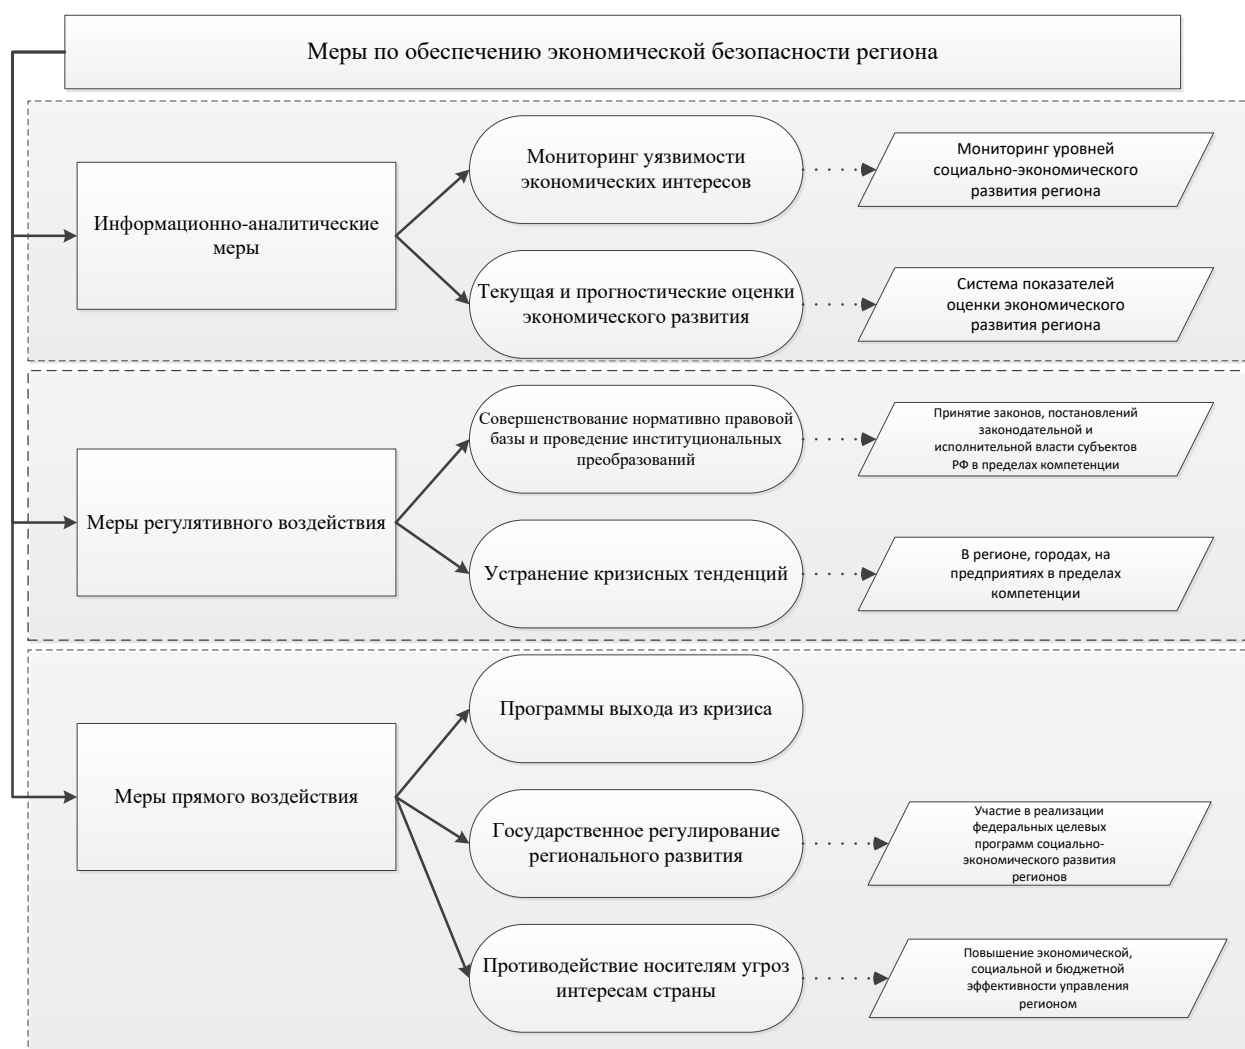 Меры по обеспечению экономической безопасности региона
Информационно-аналитические
меры
Мониторинг уязвимости
экономических интересов
Мониторинг уровней
социально-экономического
развития региона
Текущая и прогностические оценки
экономического развития
Система показателей
оценки экономического
развития региона
Меры регулятивного воздействия
Совершенствование нормативно правовой
базы и проведение институциональных
преобразований
Принятие законов, постановлений
законодательной и
исполнительной власти субъектов
РФ в пределах компетенции
Устранение кризисных тенденций
В регионе, городах, на
предприятиях в пределах
компетенции
Меры прямого воздействия
Программы выхода из кризиса
Государственное регулирование
регионального развития
Участие в реализации
федеральных целевых
программ социально-
экономического развития
регионов
Противодействие носителям угроз
интересам страны
Повышение экономической,
социальной и бюджетной
эффективности управления
регионом